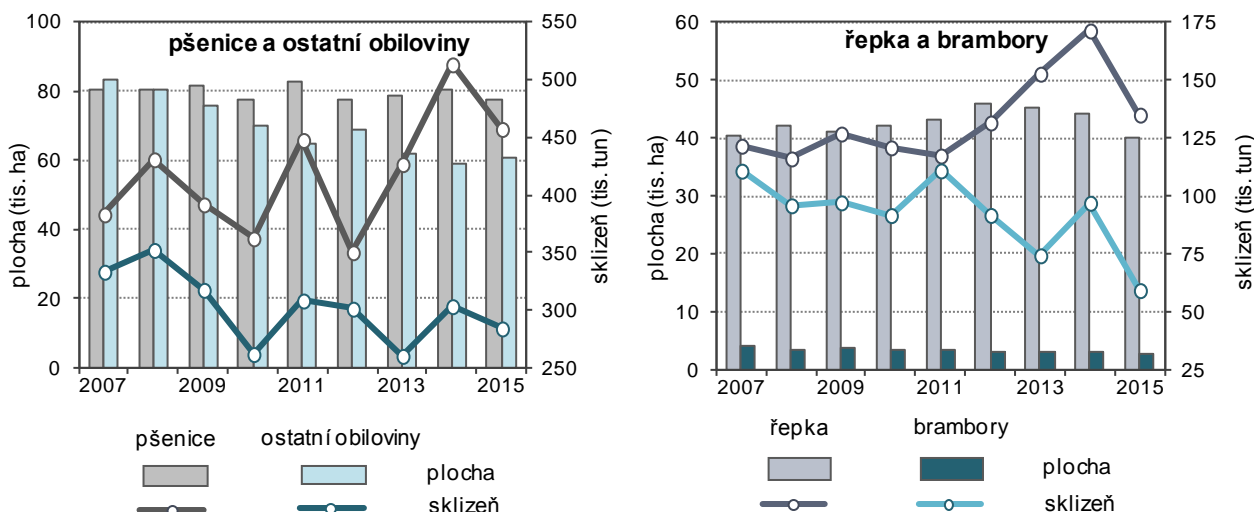 pšenice a ostatní obiloviny
plocha (tis. ha)
100
80
60
40
20
0
550
500
450
400
350
300
250
sklizeň (tis. tun)
2007 2009 2011 2013 2015
pšenice ostatní obiloviny
plocha
sklizeň
řepka a brambory
plocha (tis. ha)
60
50
40
30
20
10
0
175
150
125
100
75
50
25
sklizeň (tis. tun)
2007 2009 2011 2013 2015
řepka brambory
plocha
sklizeň